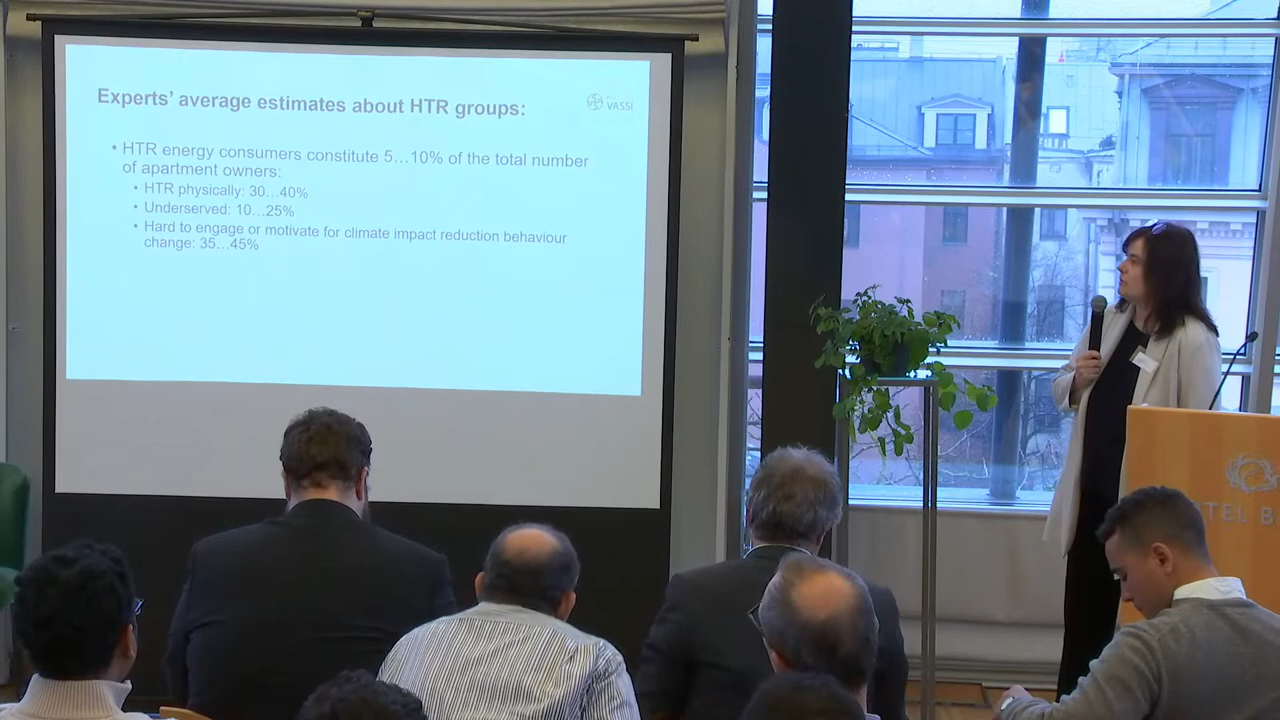 Experts' average estimates about HTR groups:
VASSI
• HTR energy consumers constitute 5…10% of the total number
of apartment owners:
• HTR physically: 30…40%
• Underserved: 10…25%
• Hard to engage or motivate for climate impact reduction behaviour
change: 35…45%
TEL B